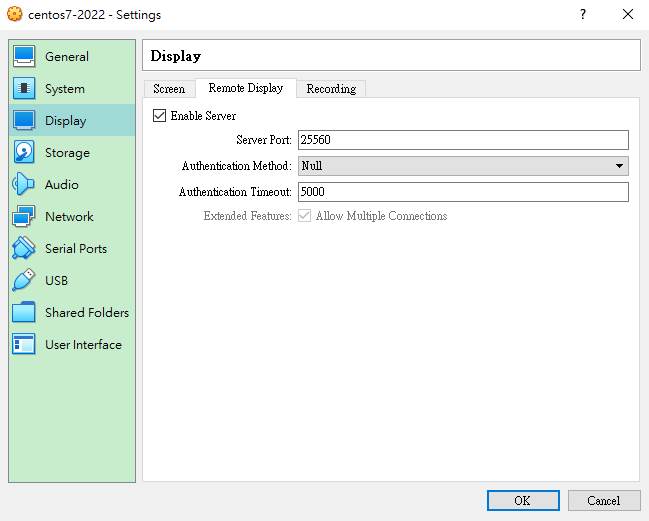 centos7-2022 - Settings
?
General
System
Display
Storage
Audio
Network
Serial Ports
USB
Shared Folders
User Interface
Display
Screen Remote Display Recording
Enable Server
Server Port: 25560
Authentication Method: Null
Authentication Timeout: 5000
Extended Features: Allow Multiple Connections
OK Cancel